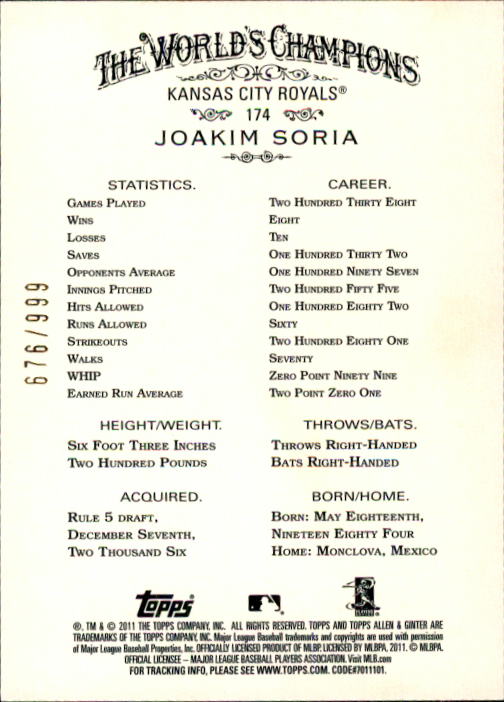 THE WORLD'S CHAMPIONS
KANSAS CITY ROYALS®
174
JOAKIM SORIA
STATISTICS. CAREER.
GAMES PLAYED TWO HUNDRED THIRTY EIGHT
WINS EIGHT
LOSSES TEN
SAVES ONE HUNDRED THIRTY TWO
OPPONENTS AVERAGE ONE HUNDRED NINETY SEVEN
INNINGS PITCHED TWO HUNDRED FIFTY FIVE
HITS ALLOWED ONE HUNDRED EIGHTY TWO
RUNS ALLOWED SIXTY
STRIKEOUTS TWO HUNDRED EIGHTY ONE
WALKS SEVENTY
WHIP ZERO POINT NINETY NINE
EARNED RUN AVERAGE TWO POINT ZERO ONE
676/999
HEIGHT/WEIGHT. THROWS/BATS.
SIX FOOT THREE INCHES THROWS RIGHT-HANDED
TWO HUNDRED POUNDS BATS RIGHT-HANDED
ACQUIRED. BORN/HOME.
RULE 5 DRAFT, BORN: MAY EIGHTEENTH,
DECEMBER SEVENTH, NINETEEN EIGHTY FOUR
TWO THOUSAND SIX HOME: MONCLOVA, MEXICO
Topps
®, TM & © 2011 THE TOPPS COMPANY, INC. ALL RIGHTS RESERVED. TOPPS AND TOPPS ALLEN & GINTER ARE
TRADEMARKS OF THE TOPPS COMPANY, INC. Major League Baseball trademarks and copyrights are used with permission
of Major League Baseball Properties, Inc. OFFICIALLY LICENSED PRODUCT OF MLBP. LICENSED BY MLBPA, 2011. © MLBPA.
OFFICIAL LICENSEE – MAJOR LEAGUE BASEBALL PLAYERS ASSOCIATION. Visit MLB.com
FOR TRACKING INFO, PLEASE SEE WWW.TOPPS.COM. CODE#7011101.